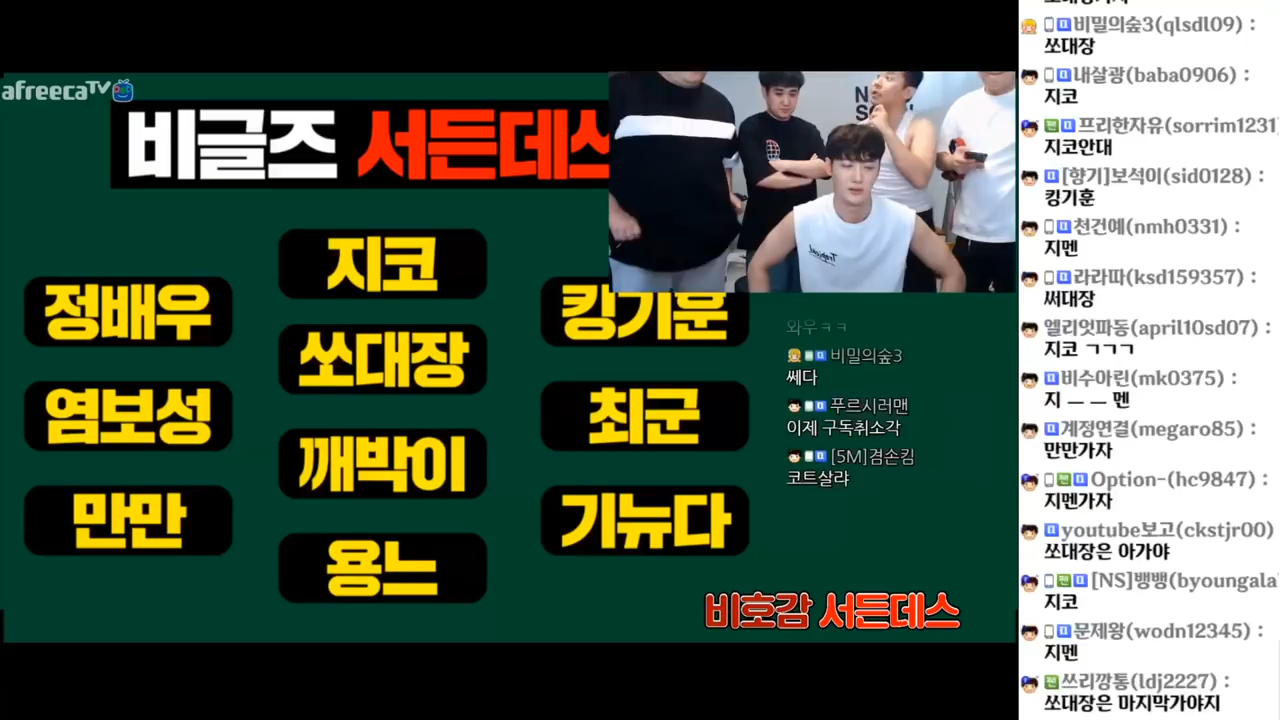 afreecaTV
비글즈 서든데스
지코
정배우
킹기훈
쏘대장
염보성
최군
깨박이
만만
기뉴다
용느
비호감 서든데스
와우ㅋㅋ
비밀의숲3
쎄다
푸르시러맨
이제 구독취소각
[5M]겸손킴
코트살랴
비밀의숲3(qlsdl09) :
쏘대장
내살광(baba0906) :
지코
프리한자유(sorrim1231
지코안대
[향기]보석이(sid0128) :
킹기훈
천건예(nmh0331) :
지멘
라라따(ksd159357) :
써대장
엘리잇파동(april10sd07) :
지코 ㄱㄱㄱ
비수아린(mk0375) :
지 ㅡ ㅡ 멘
계정연결(megaro85) :
만만가자
Option-(hc9847) :
지멘가자
youtube보고(ckstjr00)
쏘대장은 아가야
[NS]뱅뱅(byoungala
지코
문제왕(wodn12345) :
지멘
쓰리깡통(ldj2227) :
쏘대장은 마지막가야지